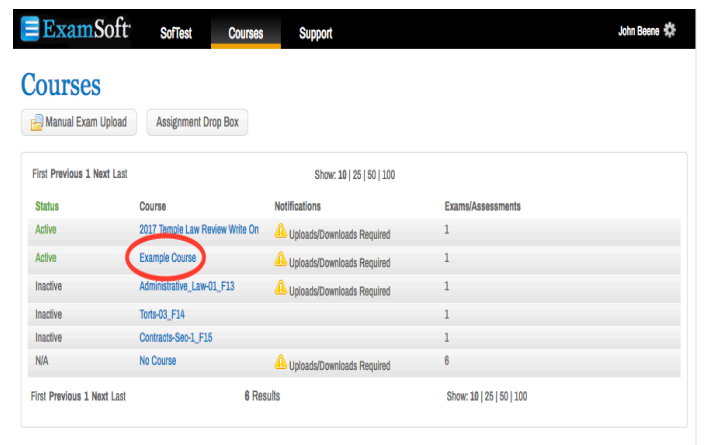 ExamSoft SofTest Courses Support John Beene
Courses
Manual Exam Upload Assignment Drop Box
First Previous 1 Next Last Show: 10 | 25 | 50 | 100
Status Course Notifications Exams/Assessments
Active 2017 Temple Law Review Write On Uploads/Downloads Required 1
Active Example Course Uploads/Downloads Required 1
Inactive Administrative_Law-01_F13 Uploads/Downloads Required 1
Inactive Torts-03_F14 1
Inactive Contracts-Sec-1_F15 1
N/A No Course Uploads/Downloads Required 6
First Previous 1 Next Last 6 Results Show: 10 | 25 | 50 | 100